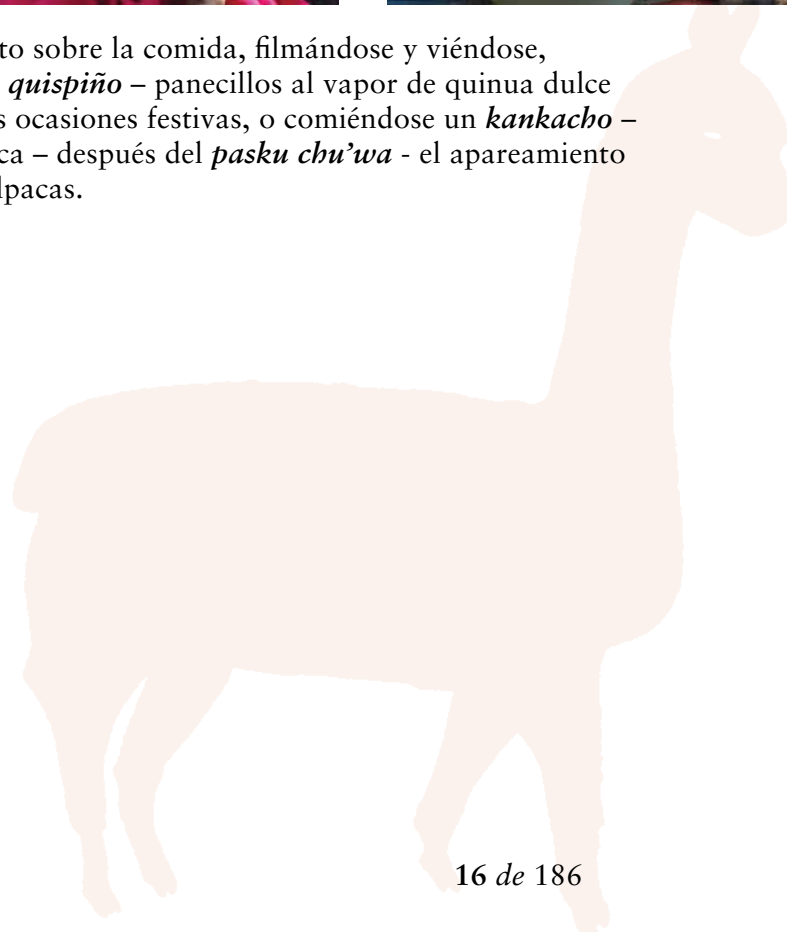 to sobre la comida, filmándose y viéndose,
quispiño – panecillos al vapor de quinua dulce
s ocasiones festivas, o comiéndose un kankacho –
ca – después del pasku chu’wa - el apareamiento
lpacas.
16 de 186